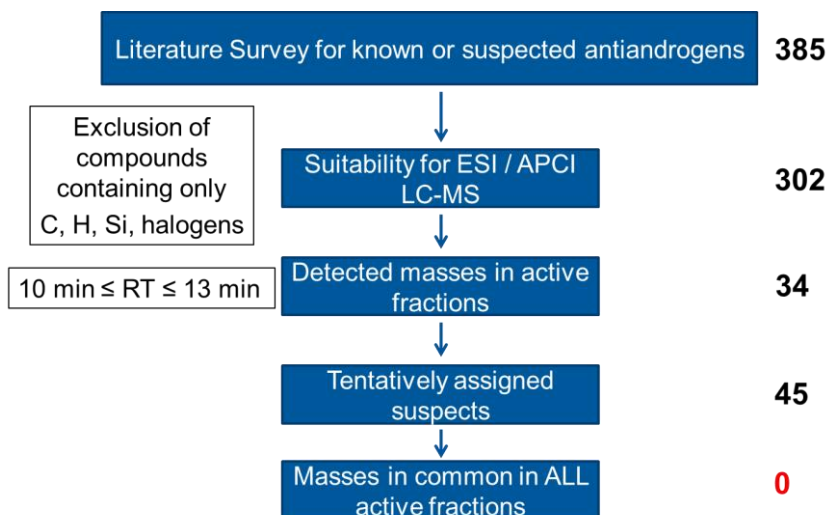 Literature Survey for known or suspected antiandrogens
385
Exclusion of
compounds
containing only
C, H, Si, halogens
Suitability for ESI / APCI
LC-MS
302
10 min ≤ RT ≤ 13 min
Detected masses in active
fractions
34
Tentatively assigned
suspects
45
Masses in common in ALL
active fractions
0